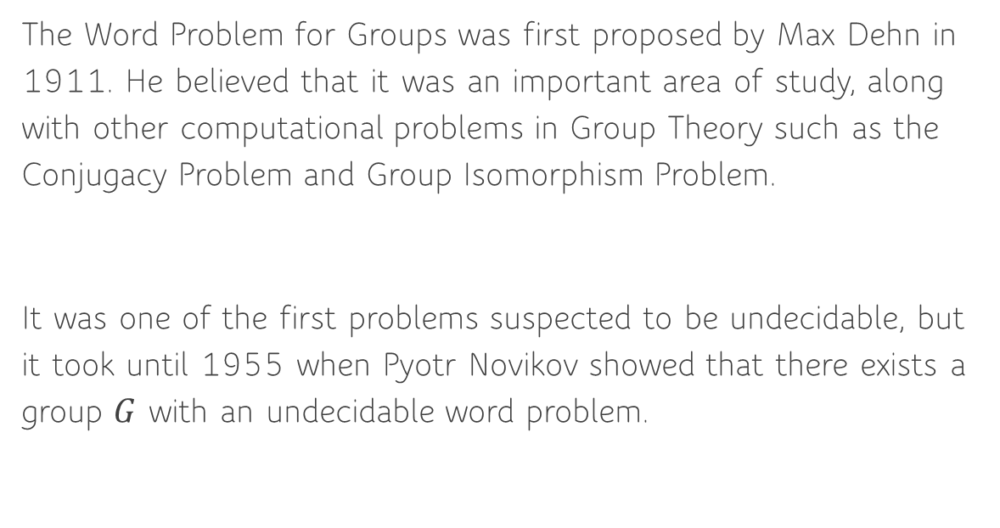 The Word Problem for Groups was first proposed by Max Dehn in
1911. He believed that it was an important area of study, along
with other computational problems in Group Theory such as the
Conjugacy Problem and Group Isomorphism Problem.
It was one of the first problems suspected to be undecidable, but
it took until 1955 when Pyotr Novikov showed that there exists a
group G with an undecidable word problem.